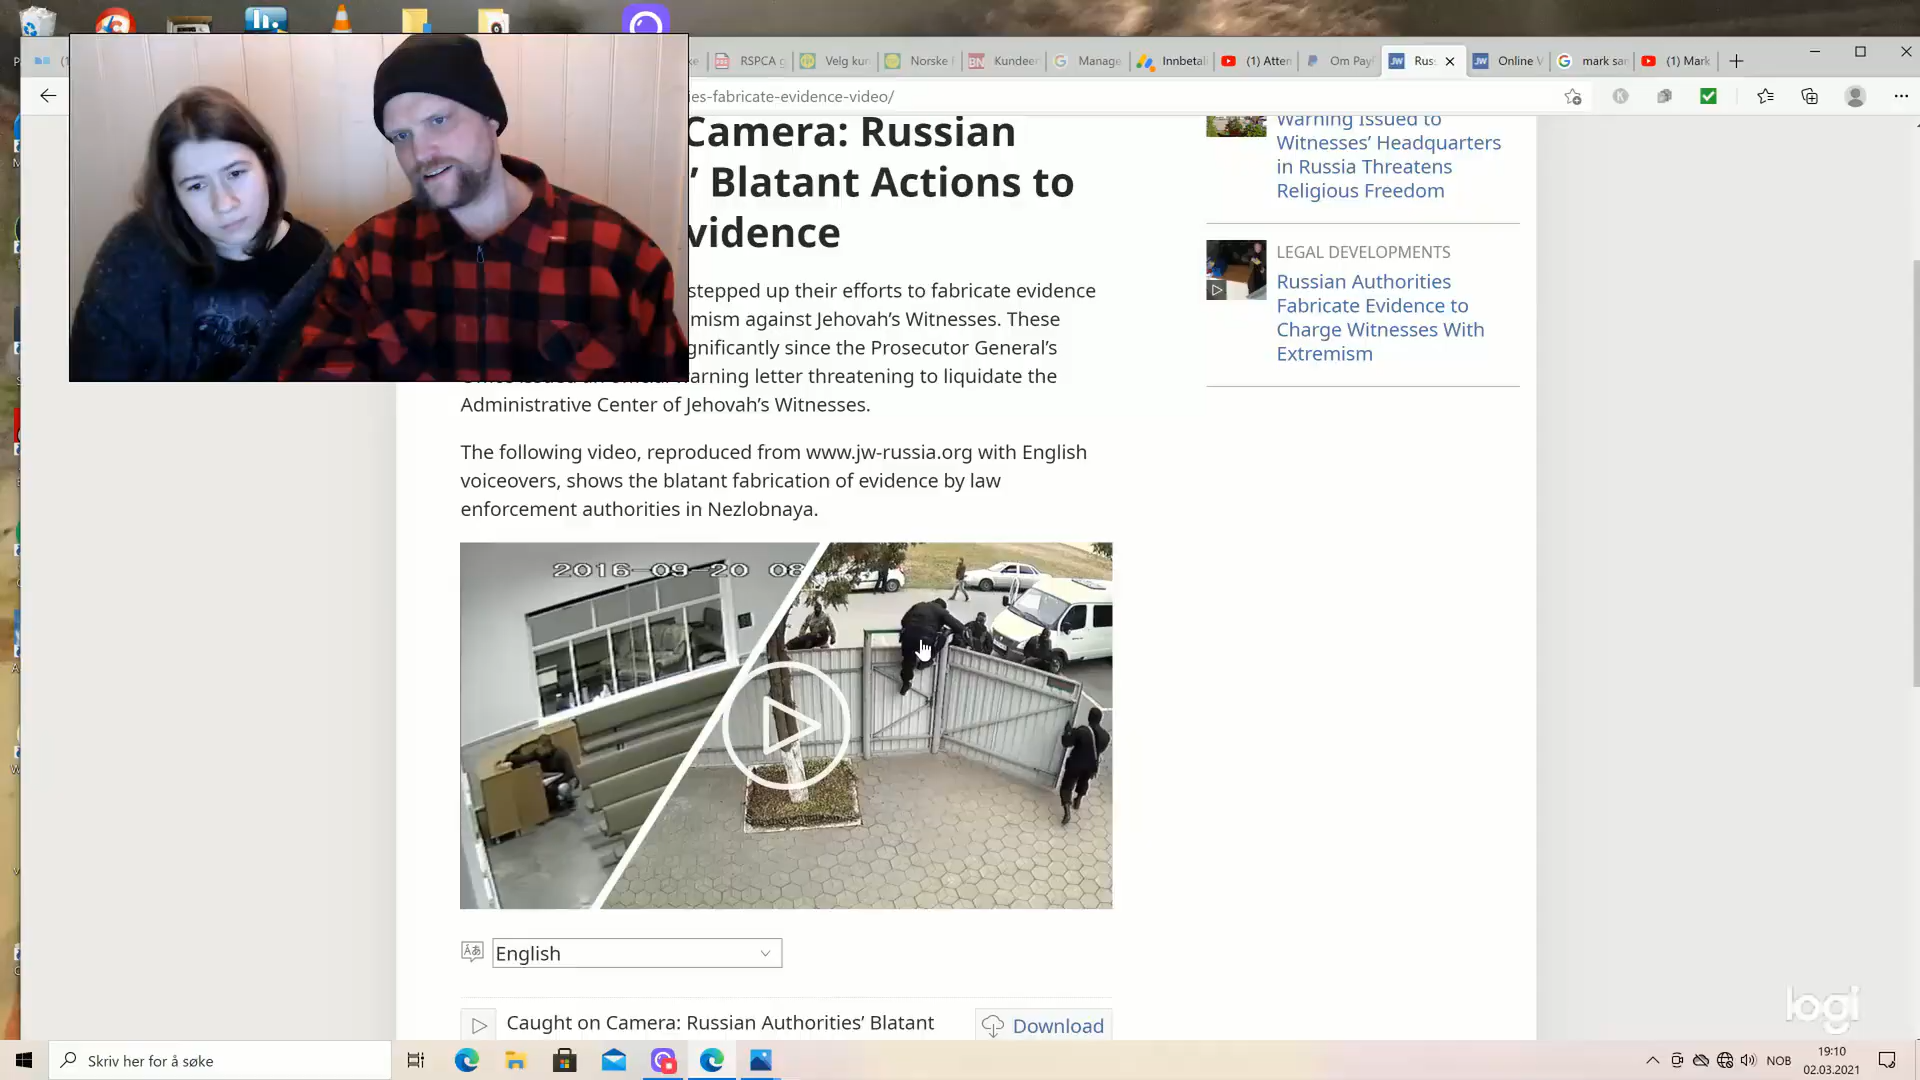 RSPCA
Velg
Norske
Kundeer
Manage
Innbetal
(1) Atten
Om Pay
Rus
Online V
mark sar
(1) Mark
es-fabricate-evidence-video/
Camera: Russian
’ Blatant Actions to
vidence
stepped up their efforts to fabricate evidence
mism against Jehovah’s Witnesses. These
gnificantly since the Prosecutor General’s
warning letter threatening to liquidate the
Administrative Center of Jehovah’s Witnesses.
The following video, reproduced from www.jw-russia.org with English
voiceovers, shows the blatant fabrication of evidence by law
enforcement authorities in Nezlobnaya.
2016-09-20 08
English
Caught on Camera: Russian Authorities’ Blatant
Download
Warning Issued to
Witnesses’ Headquarters
in Russia Threatens
Religious Freedom
LEGAL DEVELOPMENTS
Russian Authorities
Fabricate Evidence to
Charge Witnesses With
Extremism
logi
Skriv her for å søke
NOB
19:10
02.03.2021